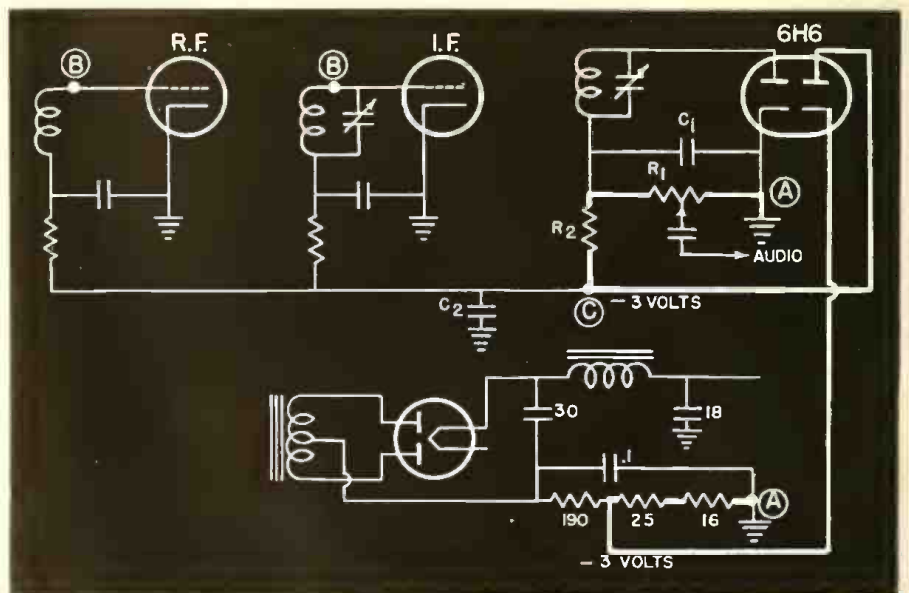 R.F.
I.F.
6H6
B
B
C1
R1
A
R2
AUDIO
C2
C
– 3 VOLTS
30
18
.1
A
190
25
16
– 3 VOLTS